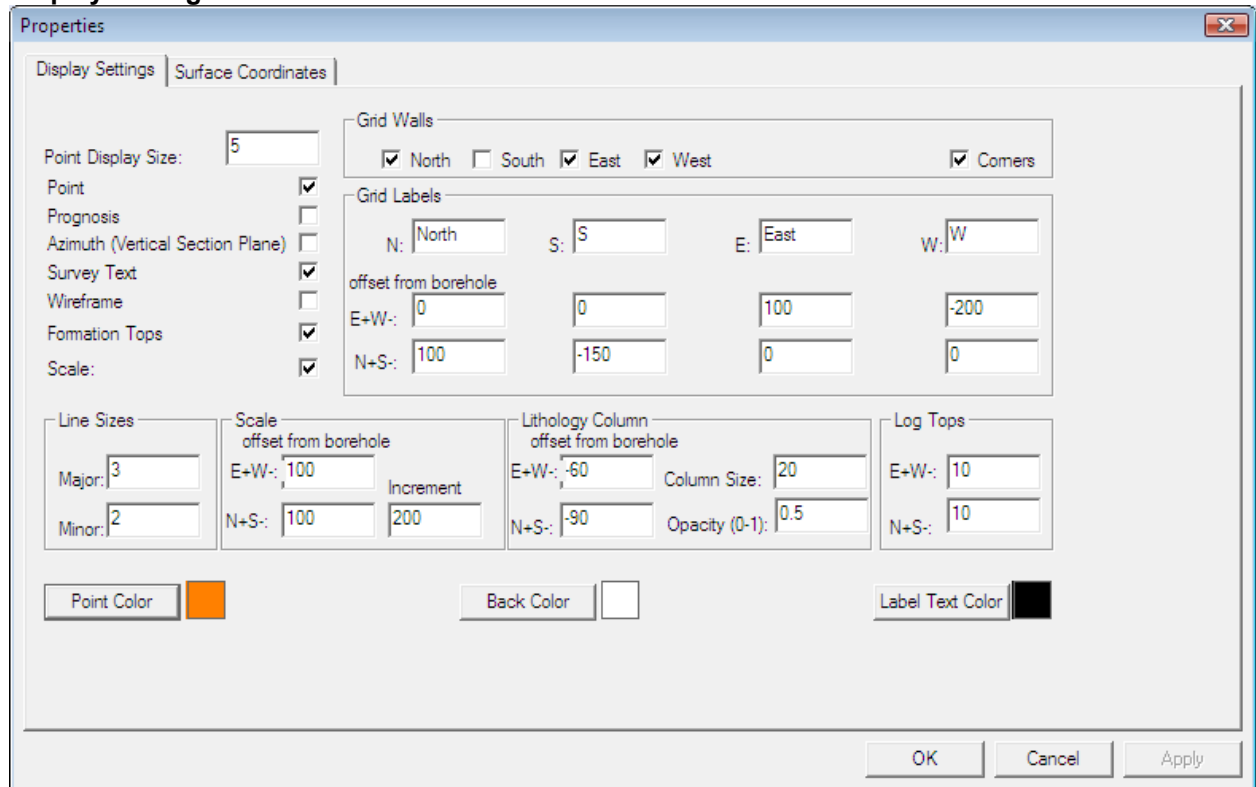 Properties
Display Settings Surface Coordinates
Grid Walls
Point Display Size: 5
North South East West Corners
Point
Grid Labels
Prognosis
N: North S: S E: East W: W
Azimuth (Vertical Section Plane)
Survey Text
offset from borehole
Wireframe
E+W-: 0 0 100 -200
Formation Tops
N+S-: 100 -150 0 0
Scale:
Line Sizes Scale Lithology Column Log Tops
offset from borehole offset from borehole
Major: 3 E+W-: 100 Increment E+W-: -60 Column Size: 20 E+W-: 10
Minor: 2 N+S-: 100 200 N+S-: -90 Opacity (0-1): 0.5 N+S-: 10
Point Color Back Color Label Text Color
OK Cancel Apply